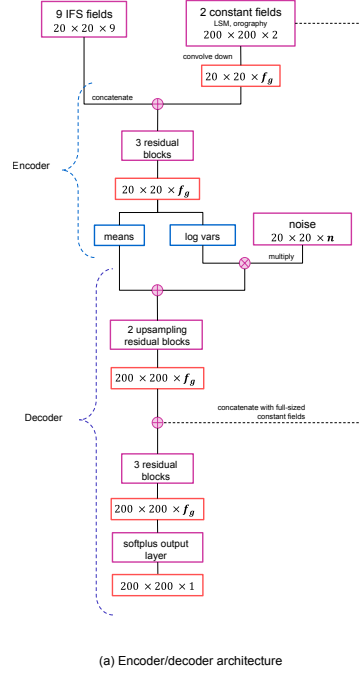 9 IFS fields
20 × 20 × 9
2 constant fields
LSM, orography
200 × 200 × 2
convolve down
20 × 20 × f_g
concatenate
3 residual
blocks
Encoder
20 × 20 × f_g
means
log vars
noise
20 × 20 × n
multiply
2 upsampling
residual blocks
200 × 200 × f_g
Decoder
concatenate with full-sized
constant fields
3 residual
blocks
200 × 200 × f_g
softplus output
layer
200 × 200 × 1
(a) Encoder/decoder architecture